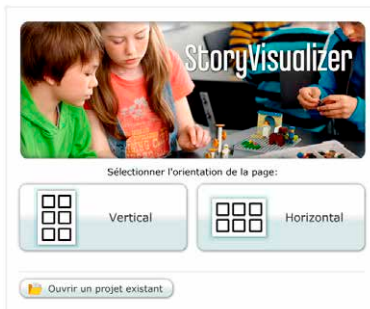 StoryVisualizer
Sélectionner l'orientation de la page:
Vertical
Horizontal
Ouvrir un projet existant